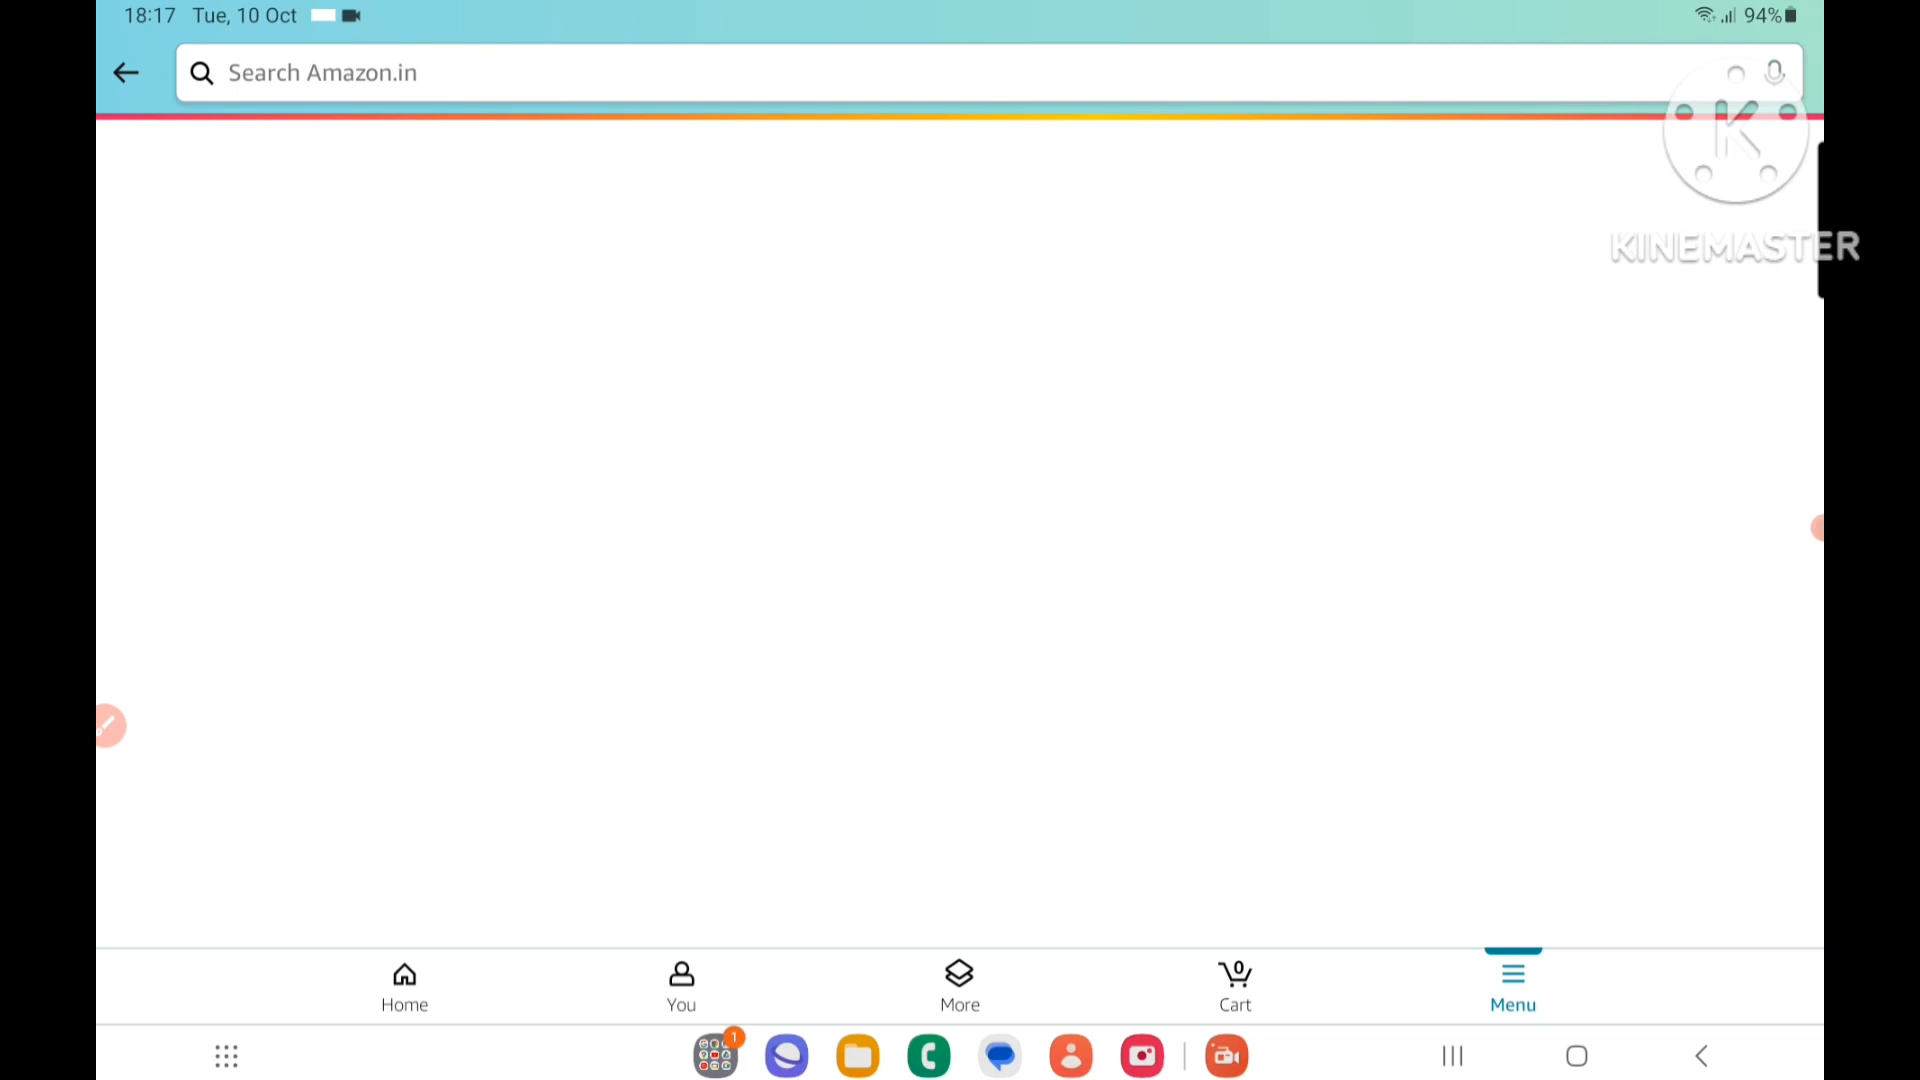 18:17 Tue, 10 Oct
94%
Search Amazon.in
K
KINEMASTER
Home
You
More
0
Cart
Menu
1